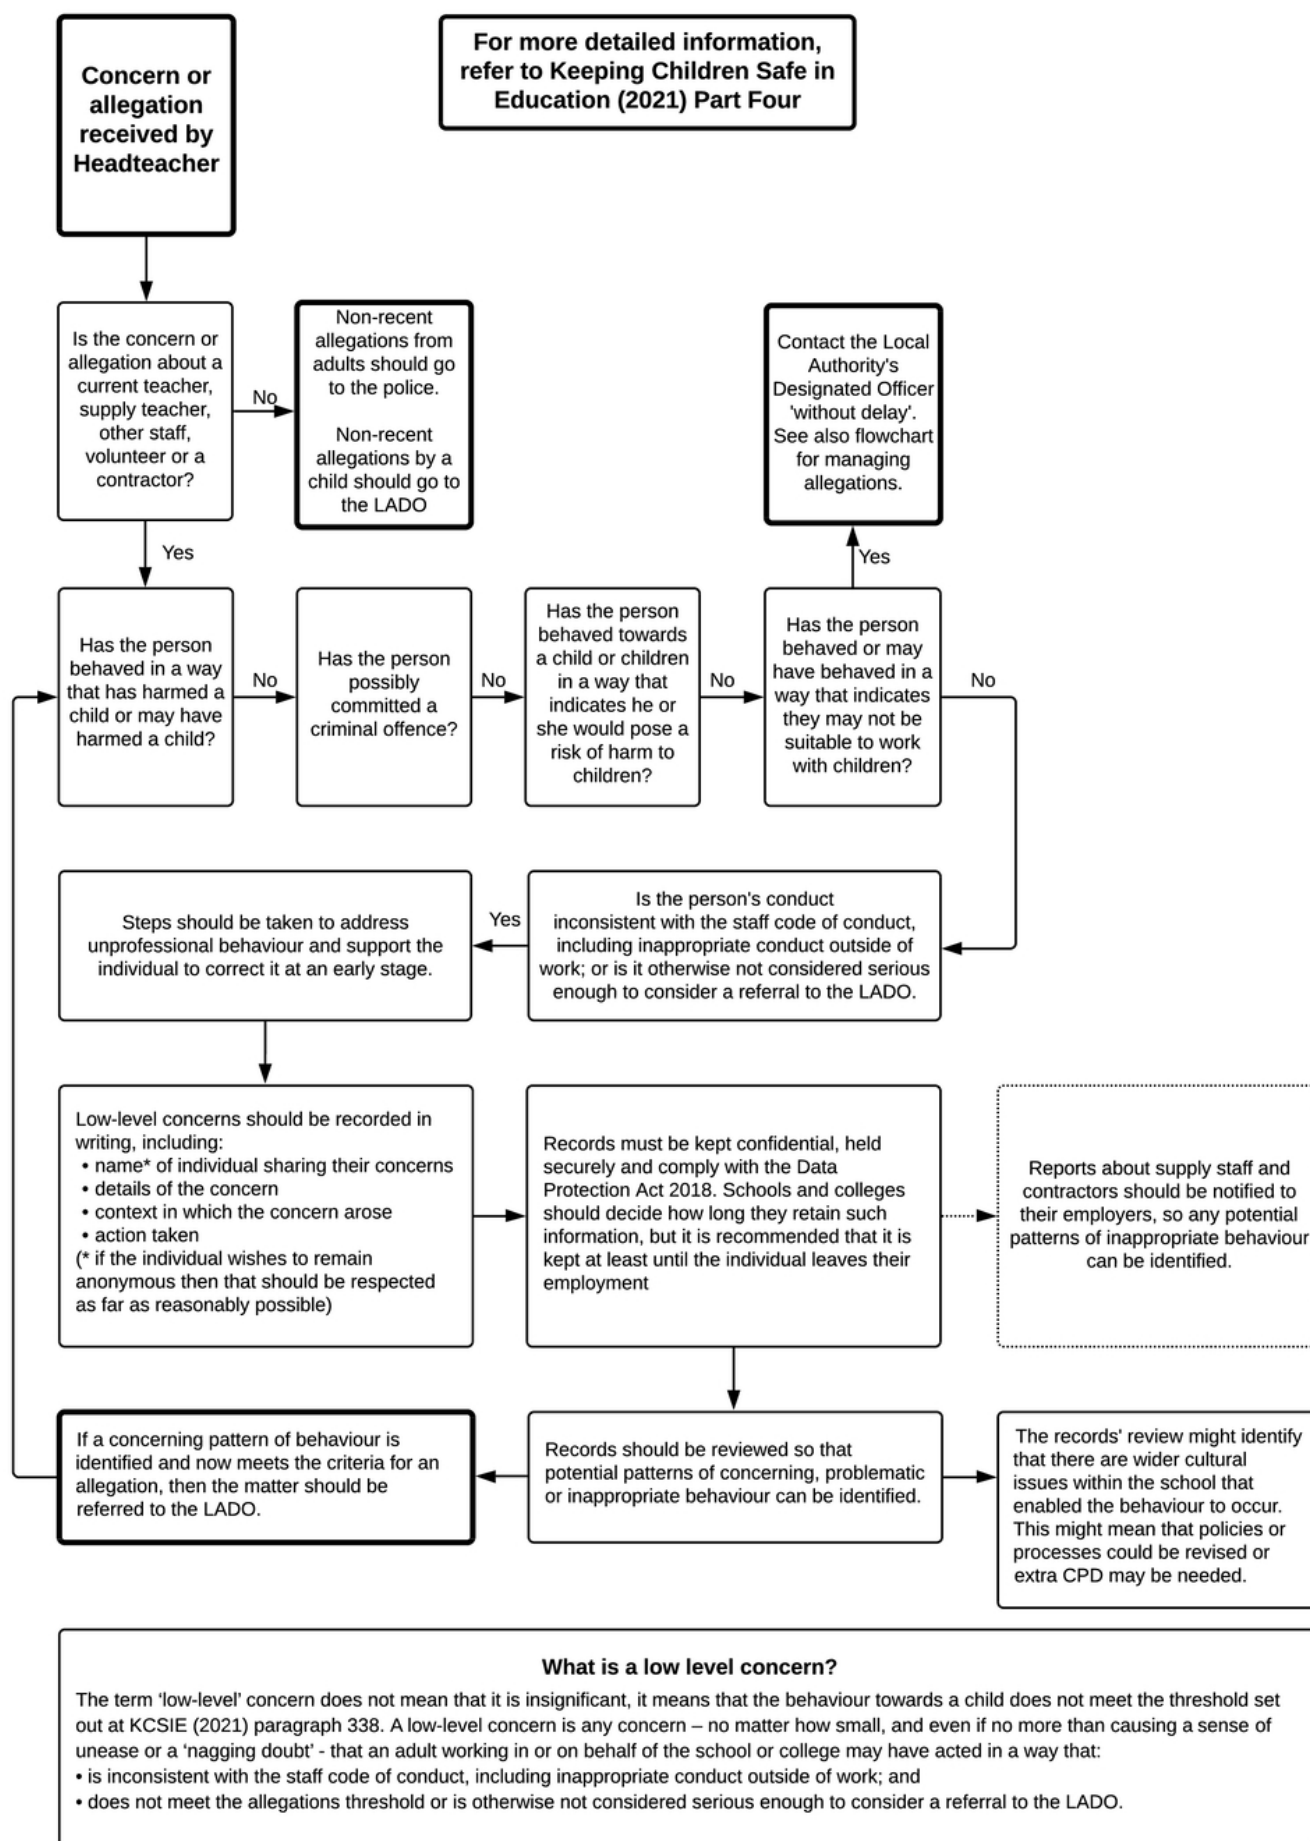 Concern or
allegation
received by
Headteacher
For more detailed information,
refer to Keeping Children Safe in
Education (2021) Part Four
Is the concern or
allegation about a
current teacher,
supply teacher,
other staff,
volunteer or a
contractor?
No
Non-recent
allegations from
adults should go
to the police.
Non-recent
allegations by a
child should go to
the LADO
Contact the Local
Authority's
Designated Officer
'without delay'.
See also flowchart
for managing
allegations.
Yes
Yes
Has the person
behaved in a way
that has harmed a
child or may have
harmed a child?
No
Has the person
possibly
committed a
criminal offence?
No
Has the person
behaved towards
a child or children
in a way that
indicates he or
she would pose a
risk of harm to
children?
No
Has the person
behaved or may
have behaved in a
way that indicates
they may not be
suitable to work
with children?
No
Steps should be taken to address
unprofessional behaviour and support the
individual to correct it at an early stage.
Yes
Is the person's conduct
inconsistent with the staff code of conduct,
including inappropriate conduct outside of
work; or is it otherwise not considered serious
enough to consider a referral to the LADO.
Low-level concerns should be recorded in
writing, including:
• name* of individual sharing their concerns
• details of the concern
• context in which the concern arose
• action taken
(* if the individual wishes to remain
anonymous then that should be respected
as far as reasonably possible)
Records must be kept confidential, held
securely and comply with the Data
Protection Act 2018. Schools and colleges
should decide how long they retain such
information, but it is recommended that it is
kept at least until the individual leaves their
employment
Reports about supply staff and
contractors should be notified to
their employers, so any potential
patterns of inappropriate behaviour
can be identified.
If a concerning pattern of behaviour is
identified and now meets the criteria for an
allegation, then the matter should be
referred to the LADO.
Records should be reviewed so that
potential patterns of concerning, problematic
or inappropriate behaviour can be identified.
The records' review might identify
that there are wider cultural
issues within the school that
enabled the behaviour to occur.
This might mean that policies or
processes could be revised or
extra CPD may be needed.
What is a low level concern?
The term ‘low-level’ concern does not mean that it is insignificant, it means that the behaviour towards a child does not meet the threshold set
out at KCSIE (2021) paragraph 338. A low-level concern is any concern – no matter how small, and even if no more than causing a sense of
unease or a ‘nagging doubt’ - that an adult working in or on behalf of the school or college may have acted in a way that:
• is inconsistent with the staff code of conduct, including inappropriate conduct outside of work; and
• does not meet the allegations threshold or is otherwise not considered serious enough to consider a referral to the LADO.